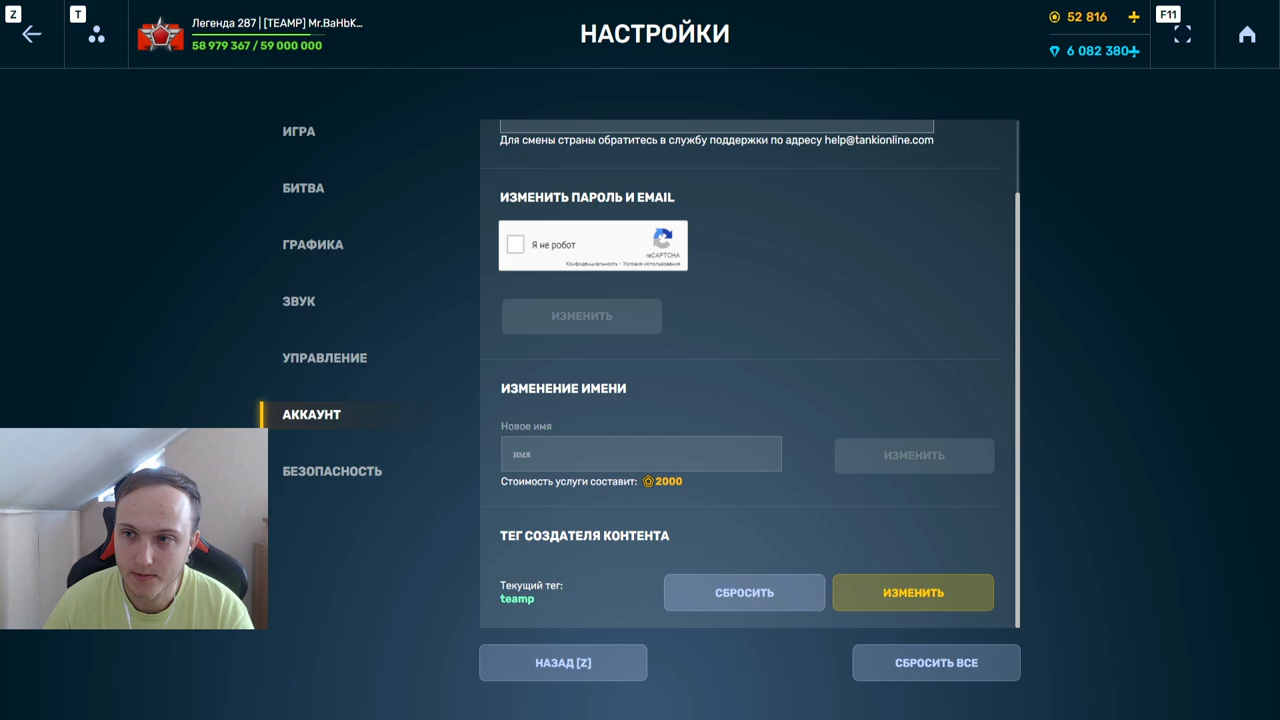 Z
T
Легенда 287 | [TEAMP] Mr.BaHbK...
58 979 367 / 59 000 000
НАСТРОЙКИ
52 816
6 082 380
F11
ИГРА
БИТВА
ГРАФИКА
ЗВУК
УПРАВЛЕНИЕ
АККАУНТ
БЕЗОПАСНОСТЬ
Для смены страны обратитесь в службу поддержки по адресу help@tankionline.com
ИЗМЕНИТЬ ПАРОЛЬ И EMAIL
Я не робот
reCAPTCHA
Конфиденциальность - Условия использования
ИЗМЕНИТЬ
ИЗМЕНЕНИЕ ИМЕНИ
Новое имя
имя
ИЗМЕНИТЬ
Стоимость услуги составит: 2000
ТЕГ СОЗДАТЕЛЯ КОНТЕНТА
Текущий тег:
teamp
СБРОСИТЬ
ИЗМЕНИТЬ
НАЗАД [Z]
СБРОСИТЬ ВСЕ